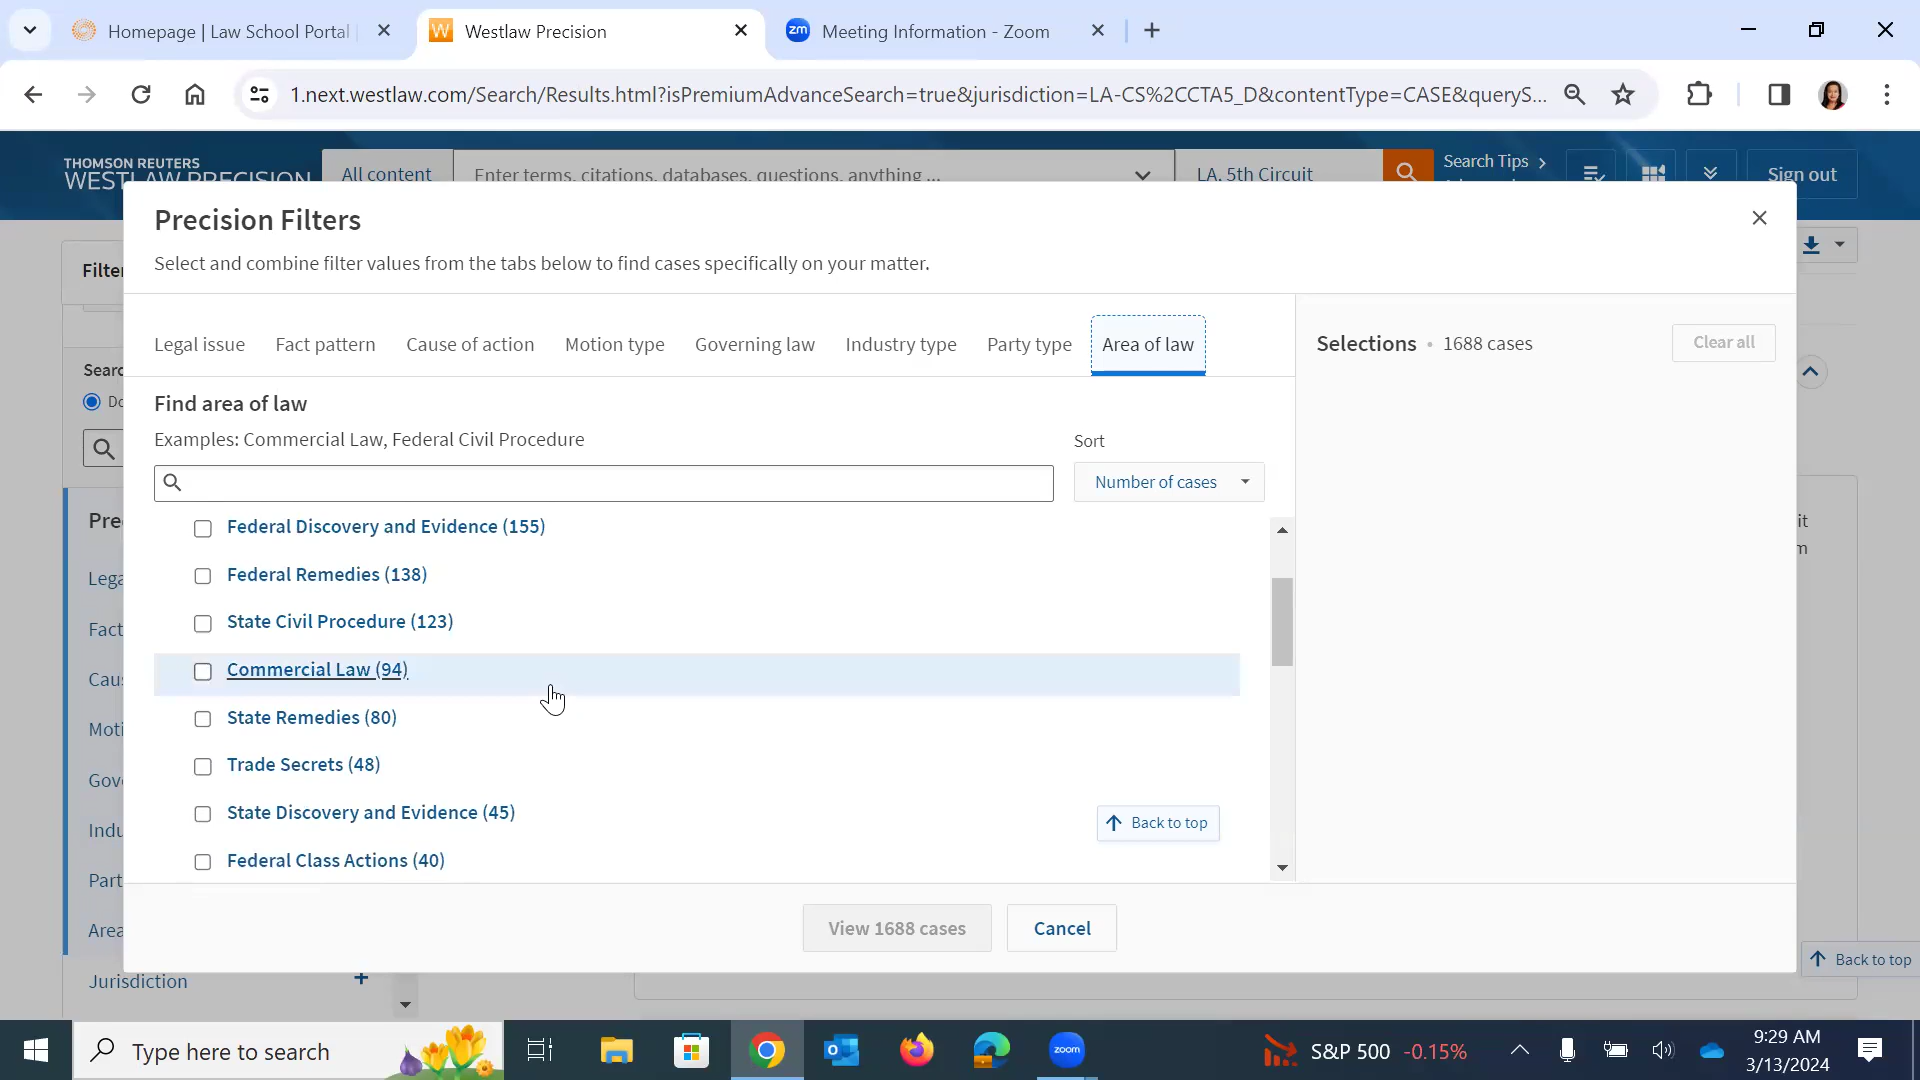 Homepage | Law School Portal
Westlaw Precision
zm Meeting Information - Zoom
1.next.westlaw.com/Search/Results.html?isPremiumAdvanceSearch=true&jurisdiction=LA-CS%2CCTA5_D&contentType=CASE&queryS...
THOMSON REUTERS
WESTLAW PRECISION
All content
Enter terms, citations, databases, questions, anything ...
LA, 5th Circuit
Search Tips
Sign out
Precision Filters
Select and combine filter values from the tabs below to find cases specifically on your matter.
Legal issue
Fact pattern
Cause of action
Motion type
Governing law
Industry type
Party type
Area of law
Selections • 1688 cases
Clear all
Find area of law
Examples: Commercial Law, Federal Civil Procedure
Sort
Number of cases
Federal Discovery and Evidence (155)
Federal Remedies (138)
State Civil Procedure (123)
Commercial Law (94)
State Remedies (80)
Trade Secrets (48)
State Discovery and Evidence (45)
Federal Class Actions (40)
Back to top
View 1688 cases
Cancel
Jurisdiction
Back to top
Type here to search
zoom
S&P 500 -0.15%
9:29 AM
3/13/2024